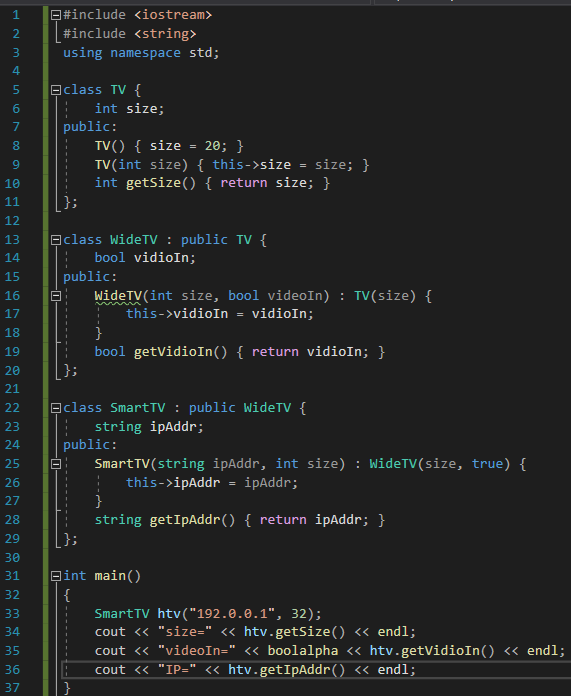 1 #include <iostream>
2 #include <string>
3 using namespace std;
4
5 class TV {
6 int size;
7 public:
8 TV() { size = 20; }
9 TV(int size) { this->size = size; }
10 int getSize() { return size; }
11 };
12
13 class WideTV : public TV {
14 bool vidioIn;
15 public:
16 WideTV(int size, bool videoIn) : TV(size) {
17 this->vidioIn = vidioIn;
18 }
19 bool getVidioIn() { return vidioIn; }
20 };
21
22 class SmartTV : public WideTV {
23 string ipAddr;
24 public:
25 SmartTV(string ipAddr, int size) : WideTV(size, true) {
26 this->ipAddr = ipAddr;
27 }
28 string getIpAddr() { return ipAddr; }
29 };
30
31 int main()
32 {
33 SmartTV htv("192.0.0.1", 32);
34 cout << "size=" << htv.getSize() << endl;
35 cout << "videoIn=" << boolalpha << htv.getVidioIn() << endl;
36 cout << "IP=" << htv.getIpAddr() << endl;
37 }